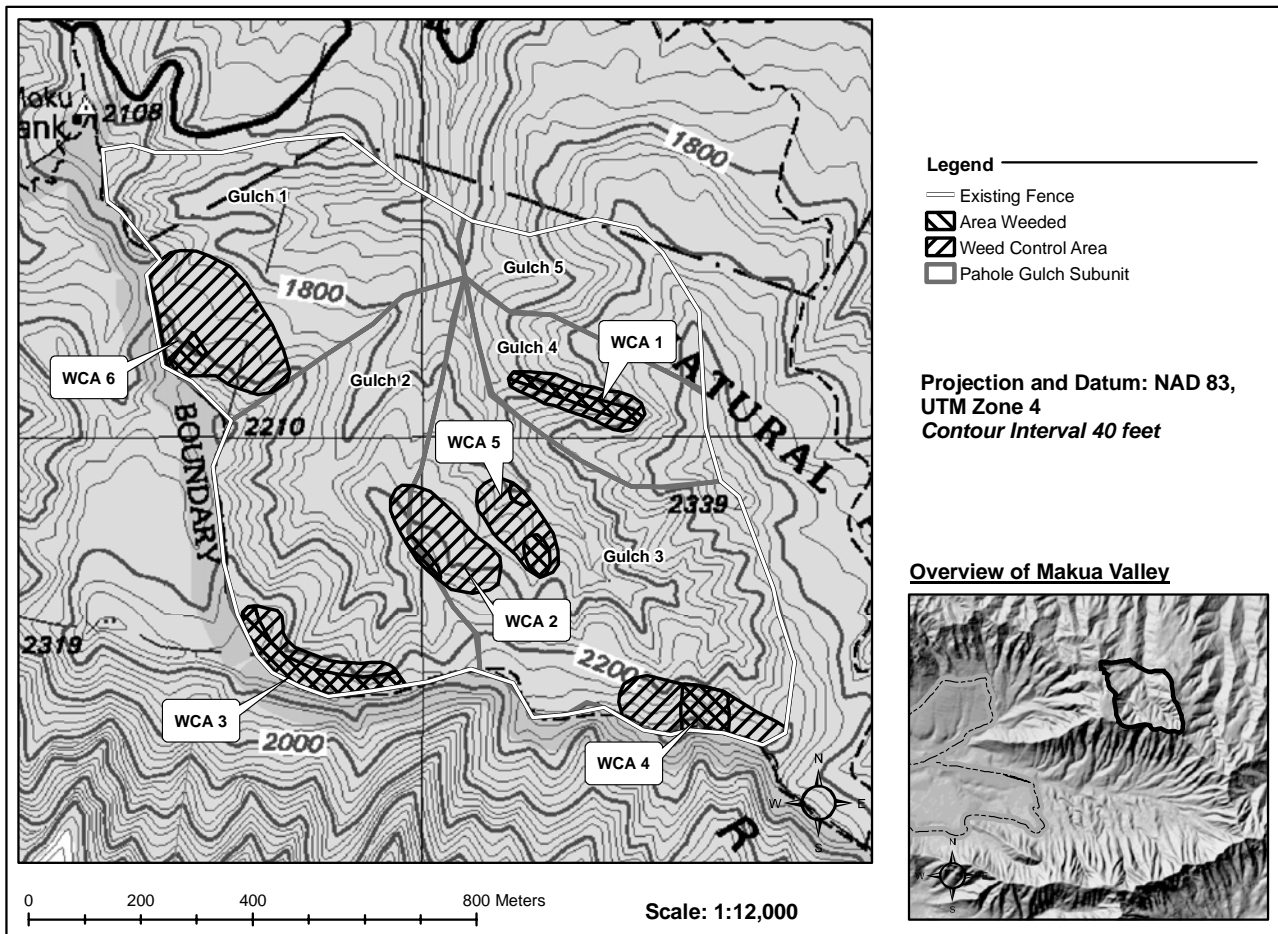 Moku
ank
2108
1800
Gulch 1
1800
Gulch 5
Gulch 4
WCA 1
WCA 6
Gulch 2
ATURAL
2210
BOUNDARY
WCA 5
2339
Gulch 3
WCA 2
2319
2200
WCA 3
2000
WCA 4
N
W
E
S
R
0
200
400
800 Meters
Scale: 1:12,000
Legend
Existing Fence
Area Weeded
Weed Control Area
Pahole Gulch Subunit
Projection and Datum: NAD 83,
UTM Zone 4
Contour Interval 40 feet
Overview of Makua Valley
N
W
E
S